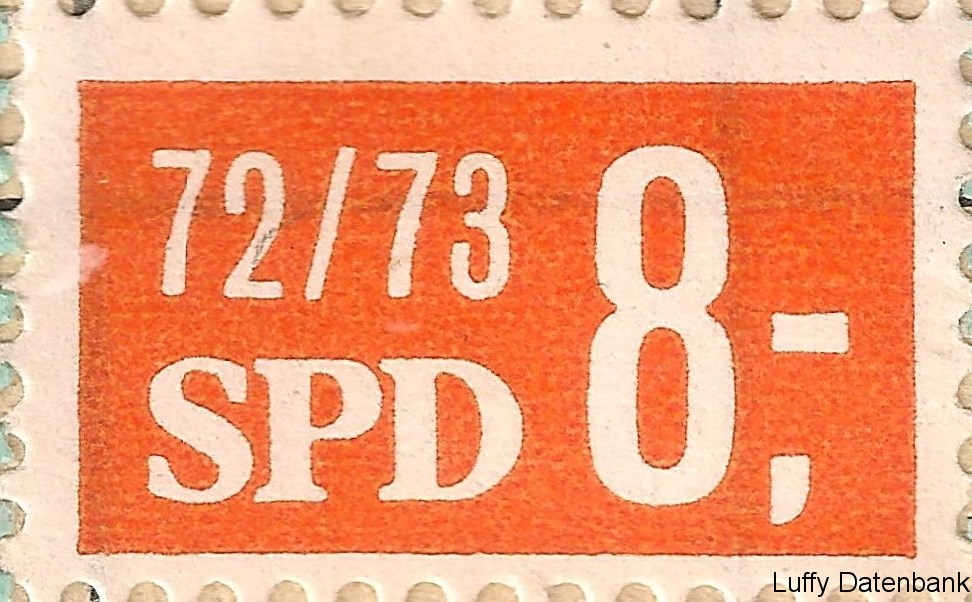 72/73
SPD
8,-
Luffy Datenbank